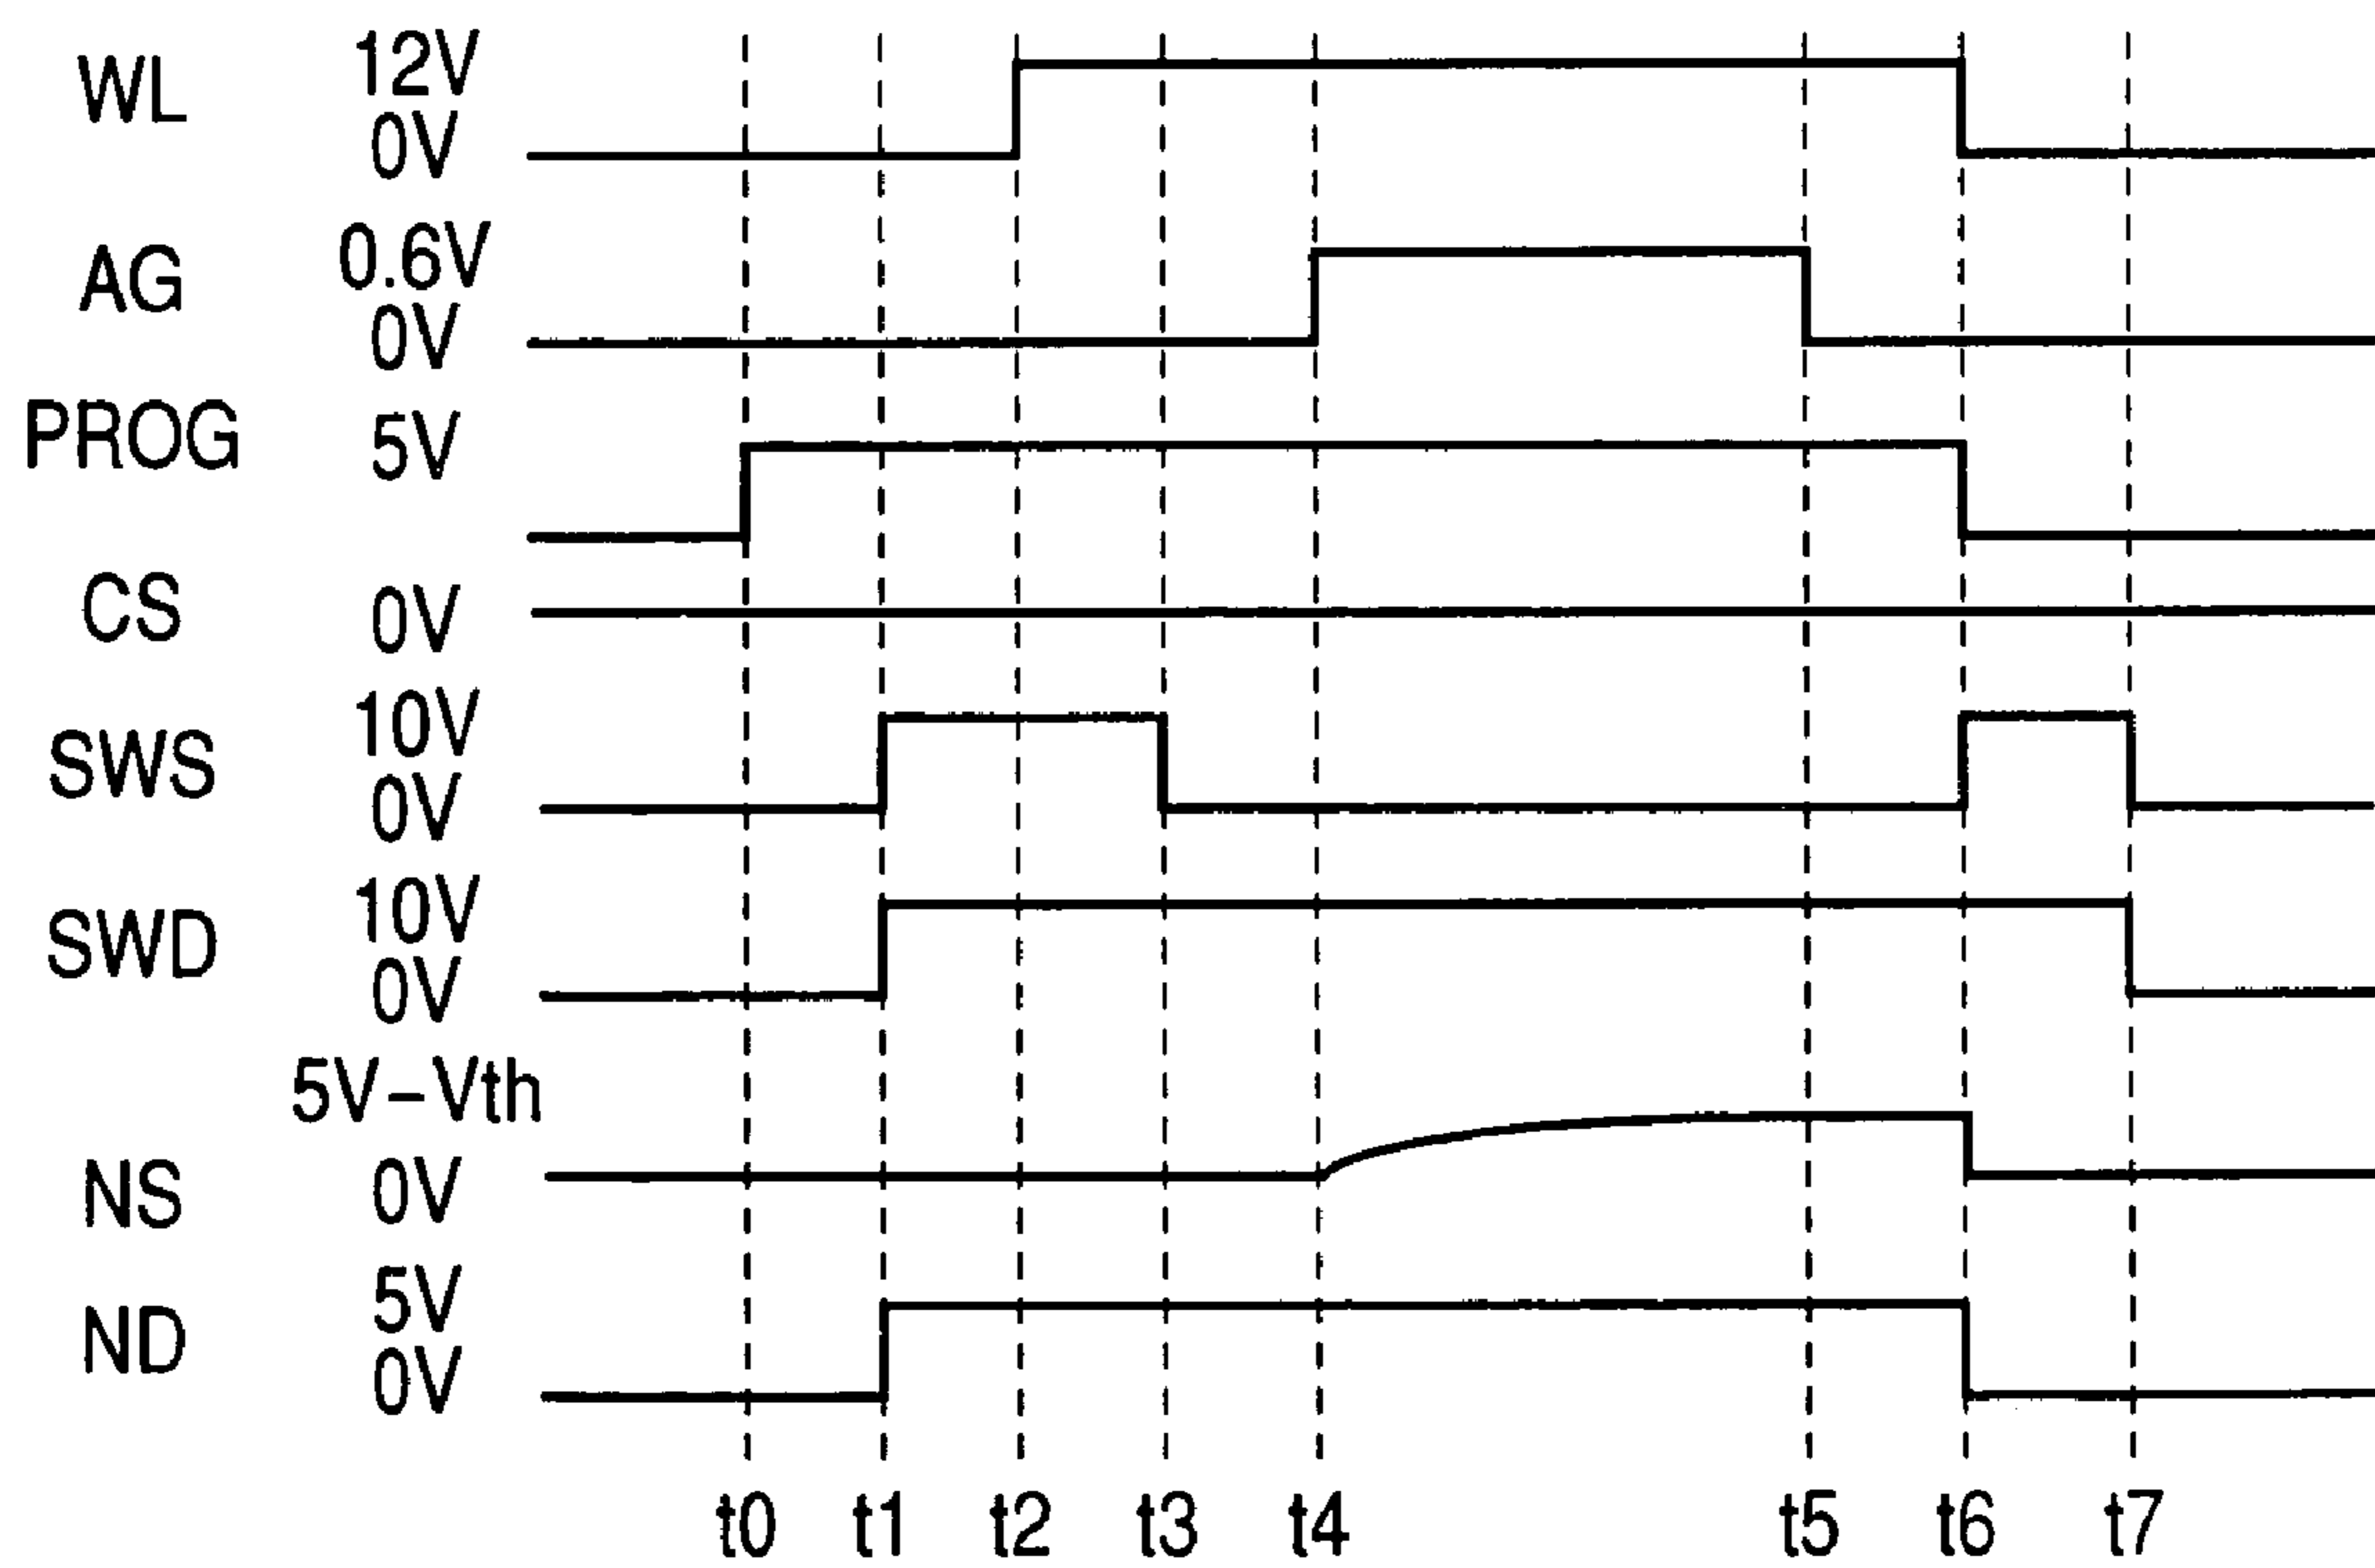 WL 12V
0V
AG 0.6V
0V
PROG 5V
CS 0V
SWS 10V
0V
SWD 10V
0V
5V-Vth
NS 0V
ND 5V
0V
t0 t1 t2 t3 t4 t5 t6 t7